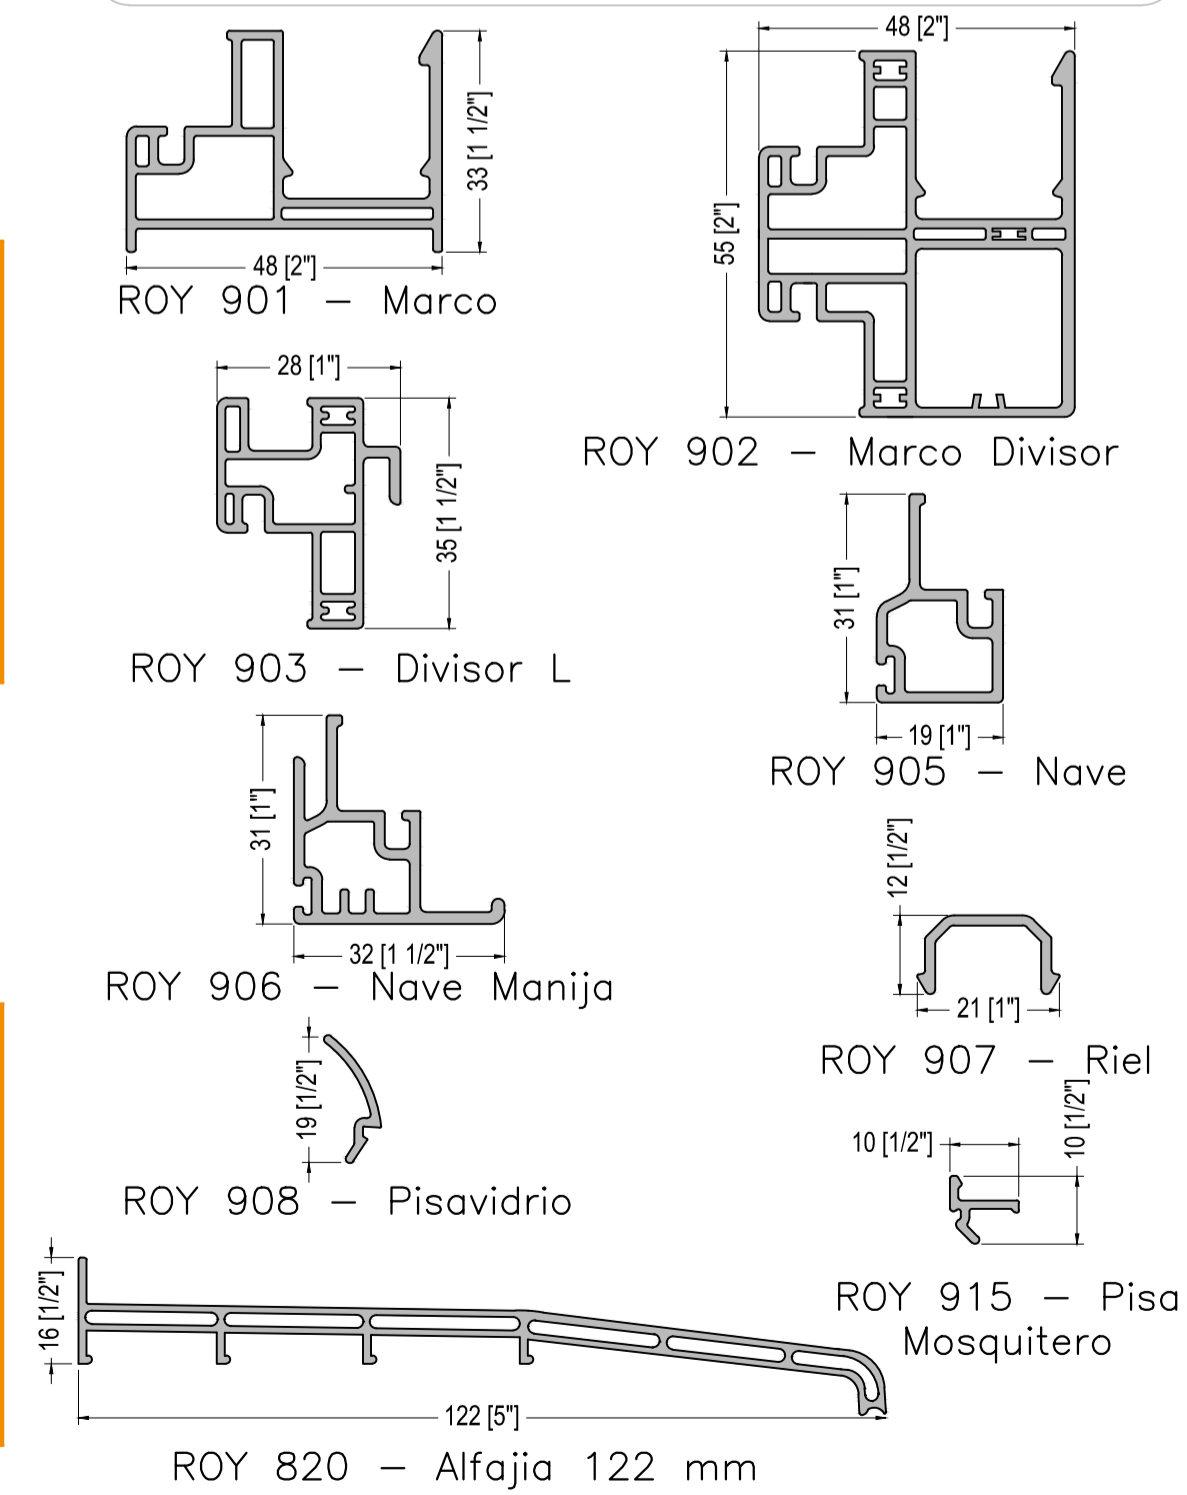 48 [2"]
33 [1 1/2"]
48 [2"]
ROY 901 - Marco
55 [2"]
ROY 902 - Marco Divisor
28 [1"]
35 [1 1/2"]
ROY 903 - Divisor L
31 [1"]
19 [1"]
ROY 905 - Nave
31 [1"]
32 [1 1/2"]
ROY 906 - Nave Manija
12 [1/2"]
21 [1"]
ROY 907 - Riel
19 [1/2"]
ROY 908 - Pisavidrio
10 [1/2"]
10 [1/2"]
ROY 915 - Pisa
Mosquitero
16 [1/2"]
122 [5"]
ROY 820 - Alfajia 122 mm